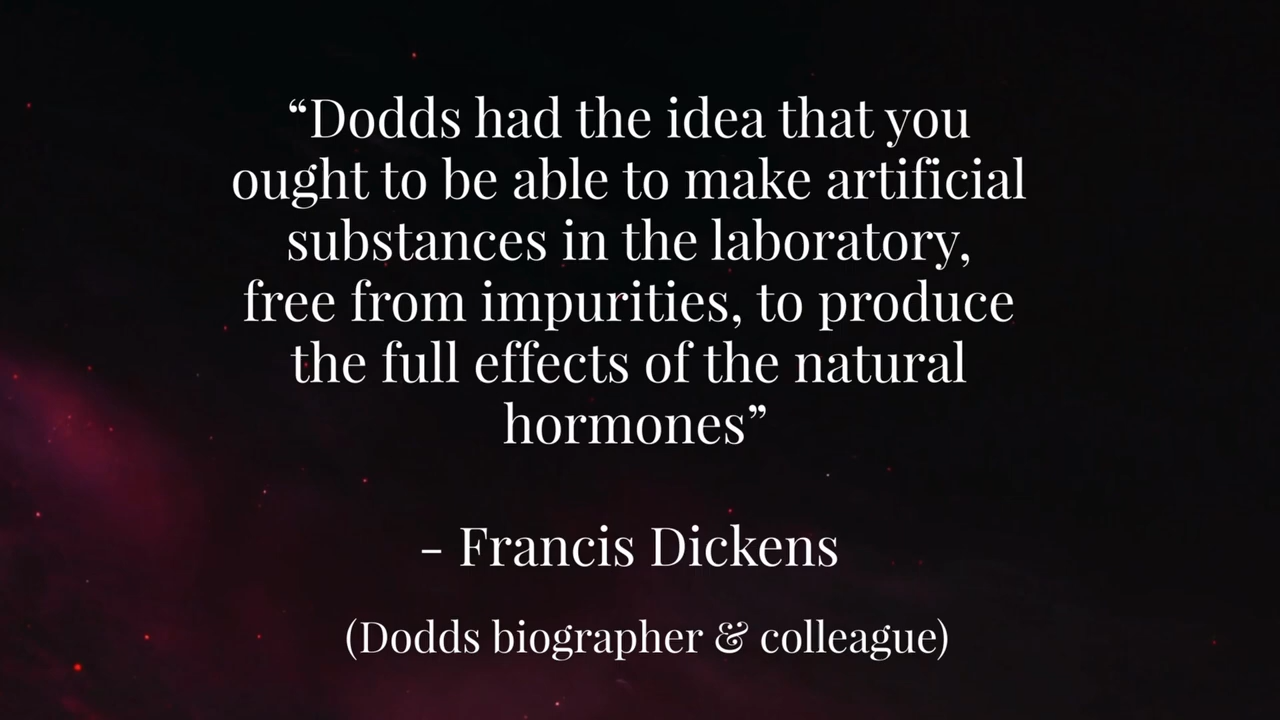 “Dodds had the idea that you
ought to be able to make artificial
substances in the laboratory,
free from impurities, to produce
the full effects of the natural
hormones”
- Francis Dickens
(Dodds biographer & colleague)